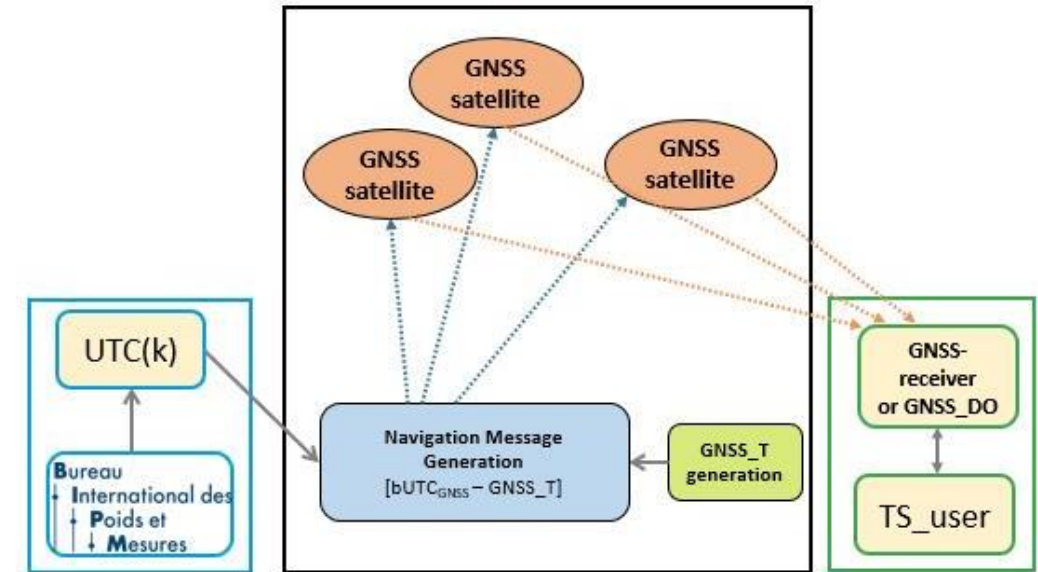 GNSS
satellite
GNSS
satellite
GNSS
satellite
UTC(k)
Bureau
International des
Poids et
Mesures
Navigation Message
Generation
[bUTC_GNSS – GNSS_T]
GNSS_T
generation
GNSS-
receiver
or GNSS_DO
TS_user